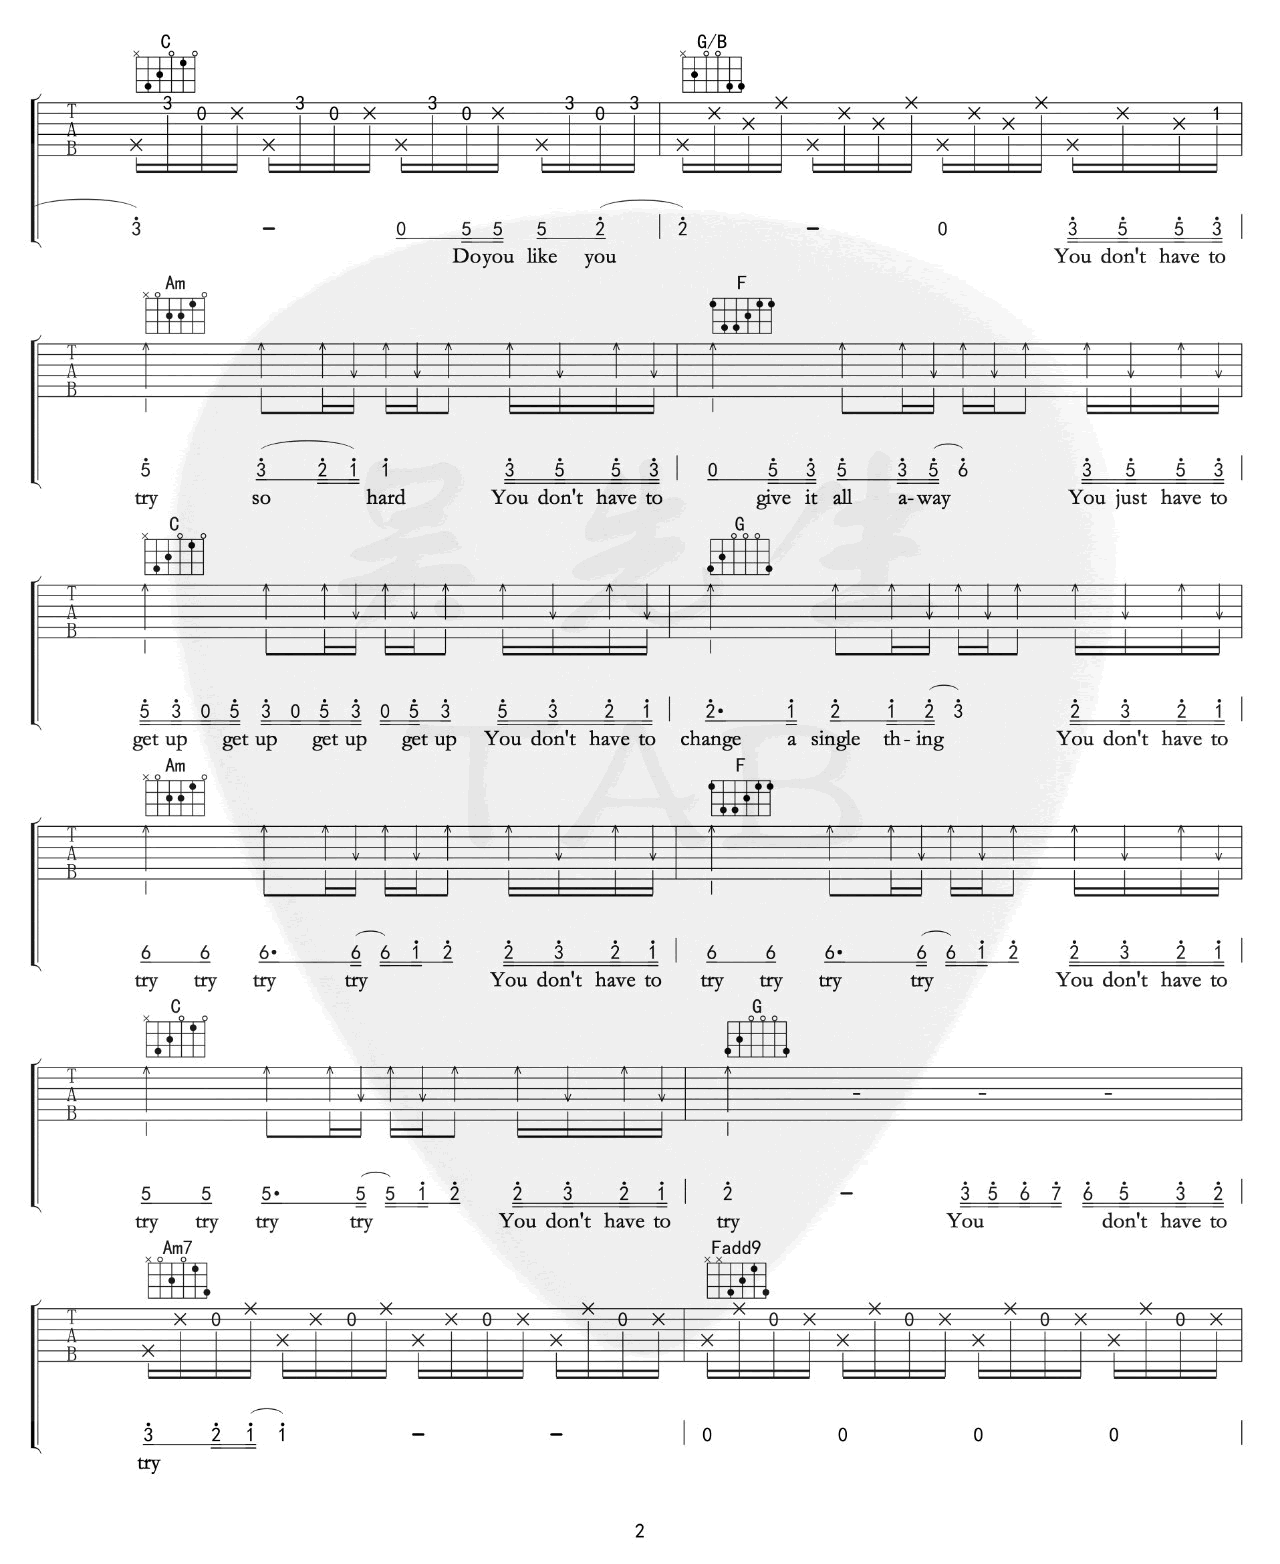 C G/B
T 3 0 3 0 3 0 3 0 3 1
A
B
3 - 0 5 5 5 2 2 - 0 3 5 5 3
Doyou like you You don't have to
Am F
T
A
B
5 3 2 1 1 3 5 5 3 0 5 3 5 3 5 6 3 5 5 3
try so hard You don't have to give it all a-way You just have to
C G
T
A
B
5 3 0 5 3 0 5 3 0 5 3 5 3 2 1 2· 1 2 1 2 3 2 3 2 1
get up get up get up get up You don't have to change a single th-ing You don't have to
Am F
T
A
B
6 6 6· 6 6 1 2 2 3 2 1 6 6 6· 6 6 1 2 2 3 2 1
try try try try You don't have to try try try try You don't have to
C G
T
A - - -
B
5 5 5· 5 5 1 2 2 3 2 1 2 - 3 5 6 7 6 5 3 2
try try try try You don't have to try You don't have to
Am7 Fadd9
T 0 0 0 0 0 0 0 0
A
B
3 2 1 1 - - 0 0 0 0
try
吴先生
TAB
2